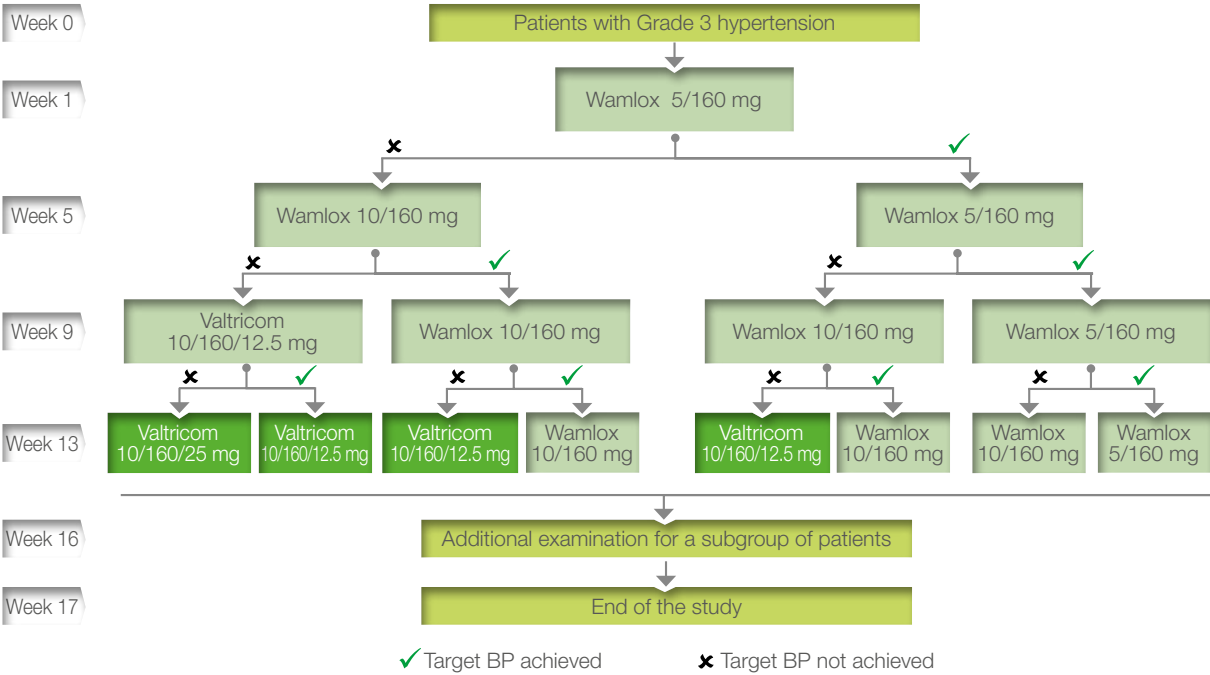 Week 0
Patients with Grade 3 hypertension
Week 1
Wamlox 5/160 mg
Week 5
Wamlox 10/160 mg
Wamlox 5/160 mg
Week 9
Valtricom
10/160/12.5 mg
Wamlox 10/160 mg
Wamlox 10/160 mg
Wamlox 5/160 mg
Week 13
Valtricom
10/160/25 mg
Valtricom
10/160/12.5 mg
Valtricom
10/160/12.5 mg
Wamlox
10/160 mg
Valtricom
10/160/12.5 mg
Wamlox
10/160 mg
Wamlox
10/160 mg
Wamlox
5/160 mg
Week 16
Additional examination for a subgroup of patients
Week 17
End of the study
Target BP achieved
Target BP not achieved